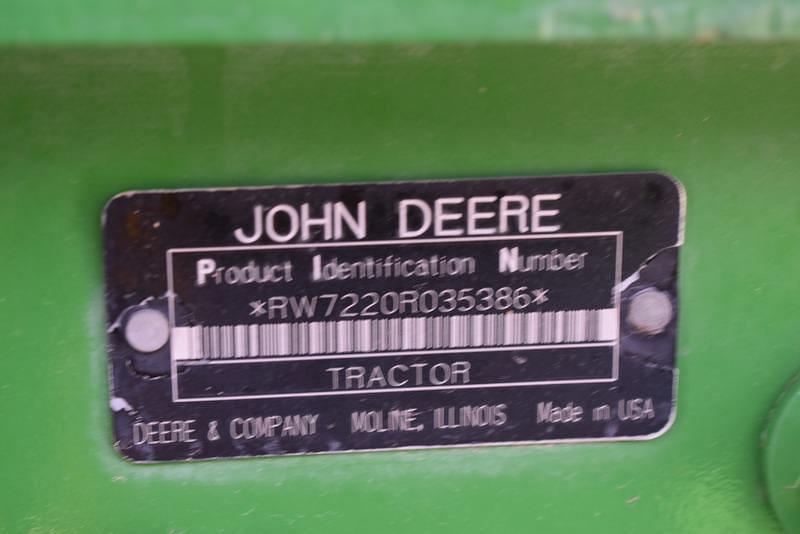 JOHN DEERE
Product Identification Number
*RW7220R035386*
TRACTOR
DEERE & COMPANY MOLINE, ILLINOIS Made in USA